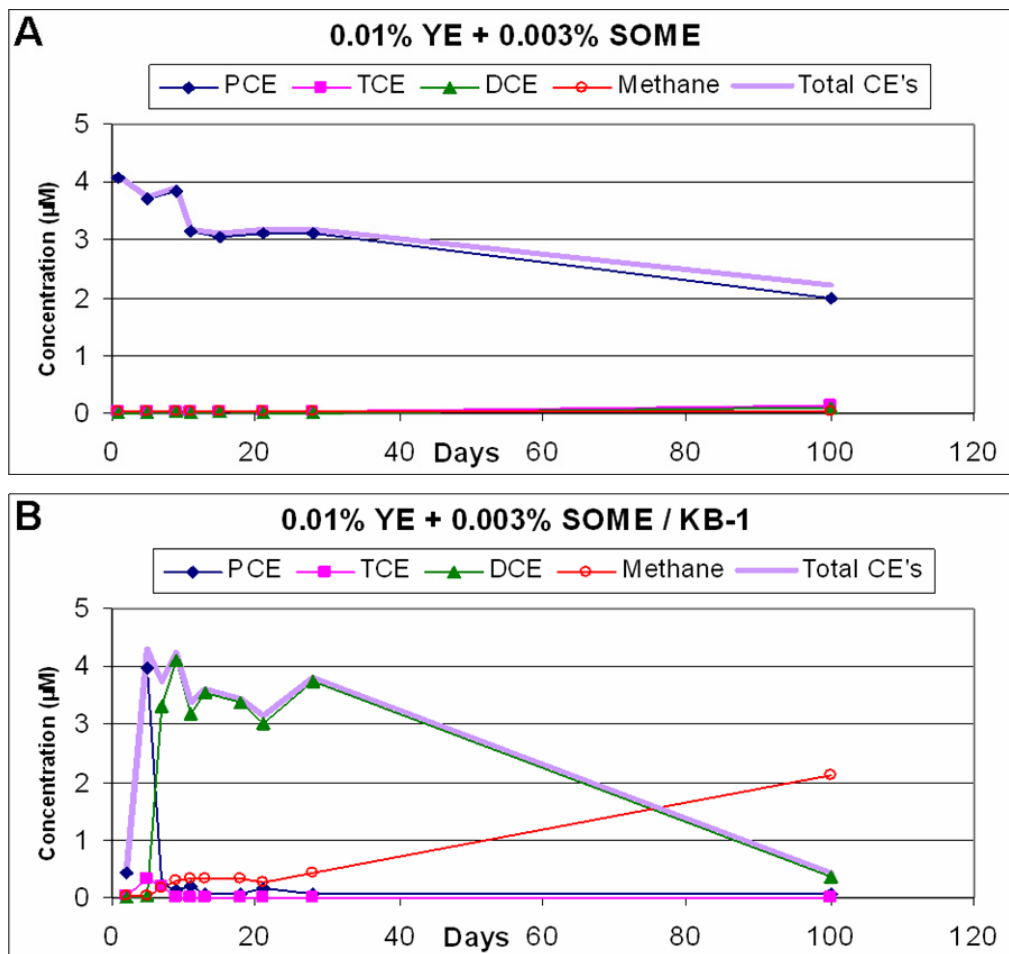 A
0.01% YE + 0.003% SOME
PCE TCE DCE Methane Total CE's
5
4
3
2
1
0
Concentration (µM)
0 20 40 60 80 100 120
Days
B
0.01% YE + 0.003% SOME / KB-1
PCE TCE DCE Methane Total CE's
5
4
3
2
1
0
Concentration (µM)
0 20 40 60 80 100 120
Days